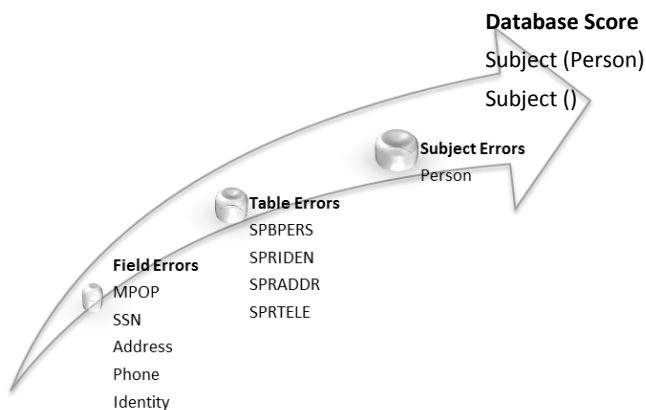 Database Score
Subject (Person)
Subject ()
Subject Errors
Person
Table Errors
SPBPERS
SPRIDEN
SPRADDR
SPRTELE
Field Errors
MPOP
SSN
Address
Phone
Identity